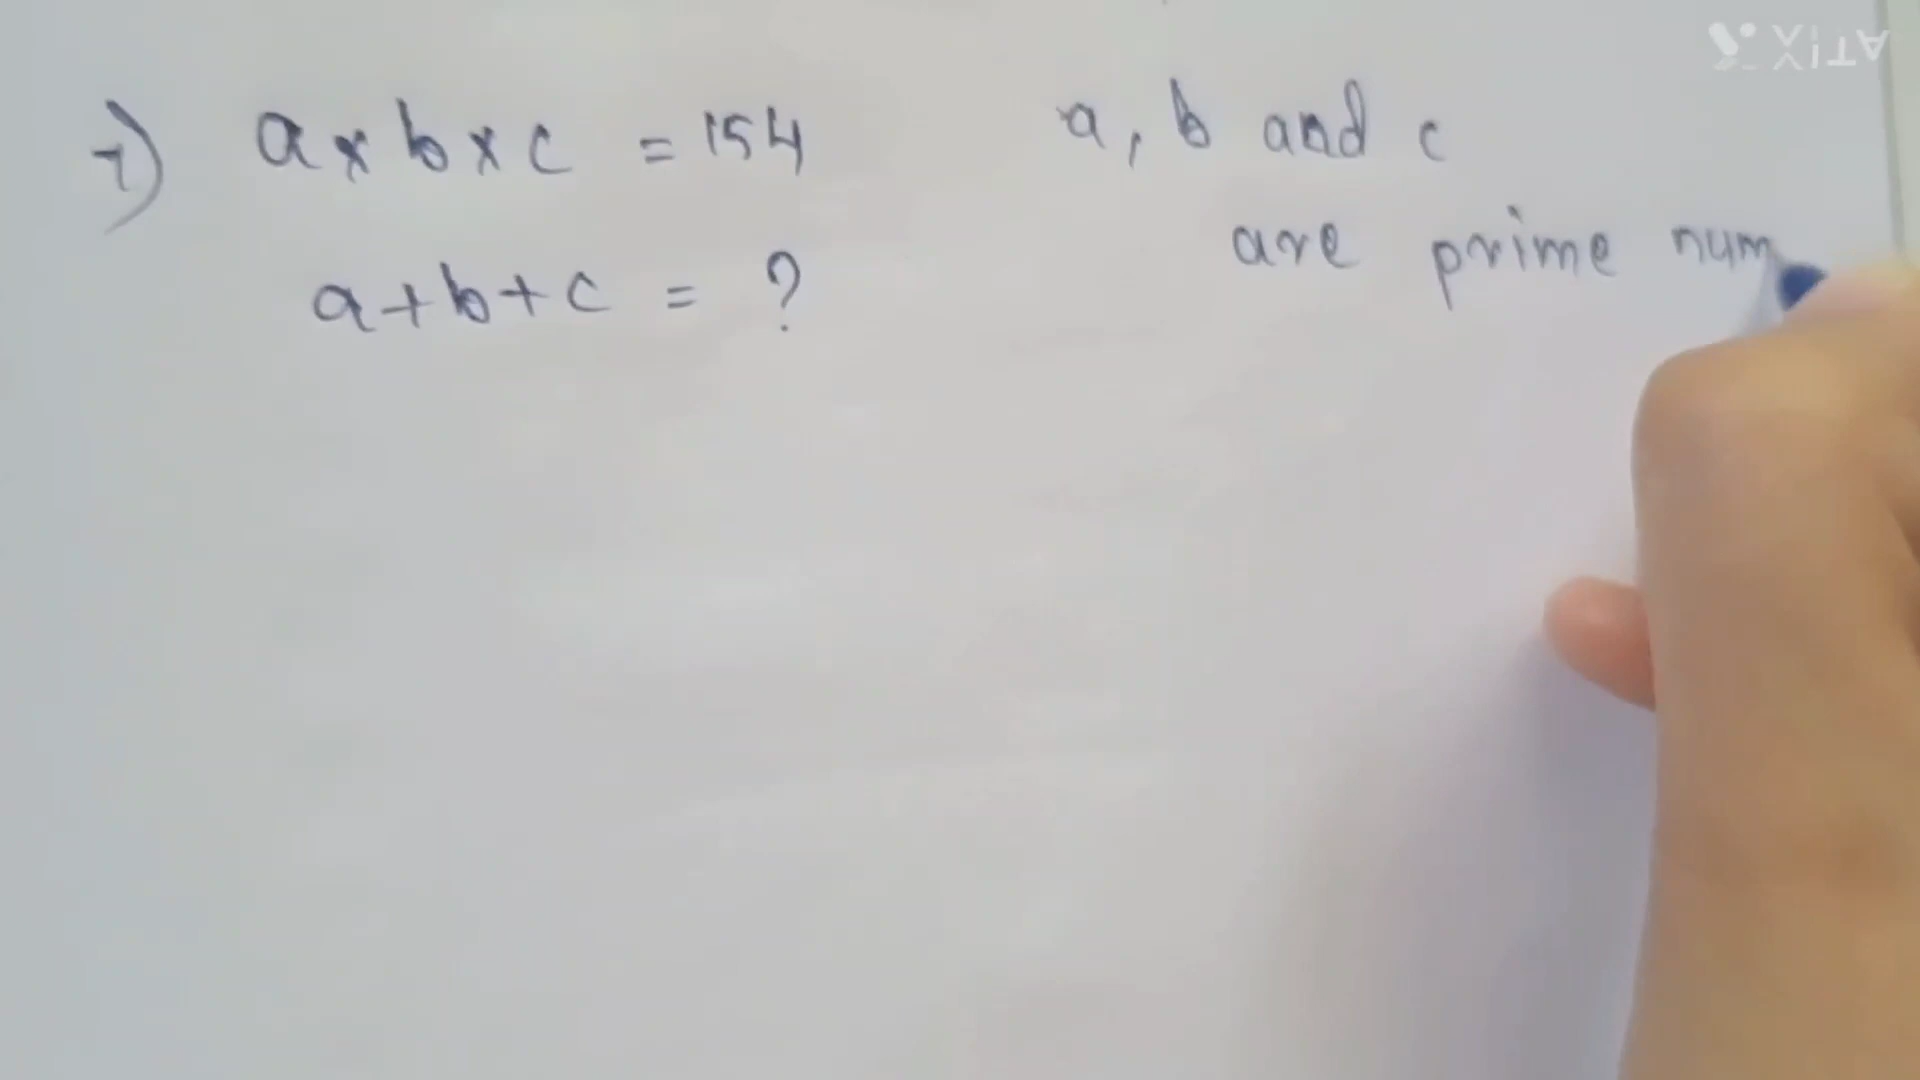 7) a×b×c = 154
a+b+c = ?
a, b and c
are prime num